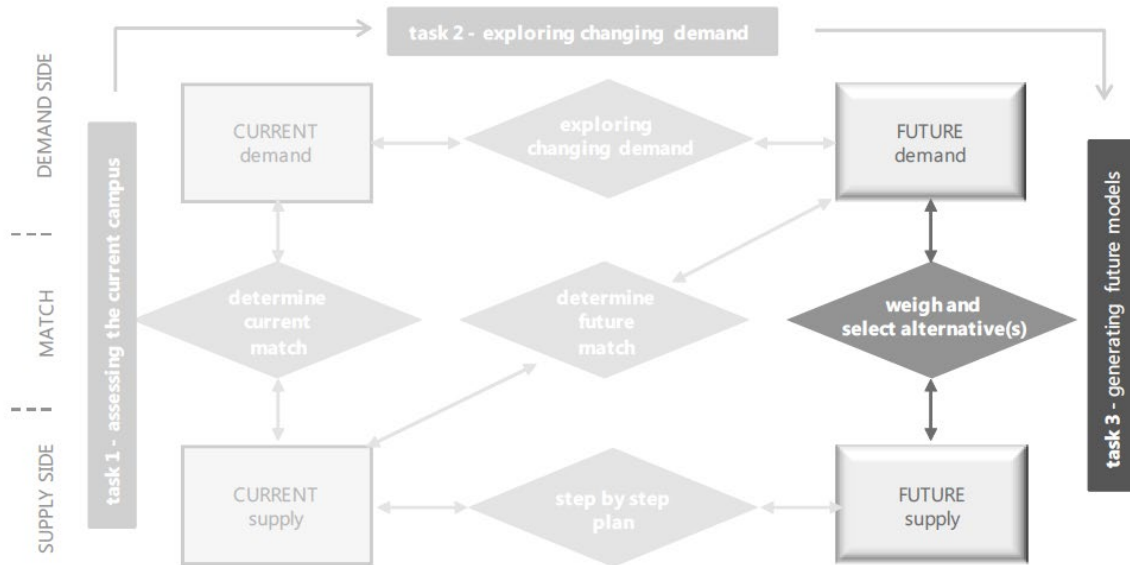 task 2 - exploring changing demand
DEMAND SIDE
MATCH
SUPPLY SIDE
task 1 - assessing the current campus
CURRENT
demand
exploring
changing demand
FUTURE
demand
determine
current
match
determine
future
match
weigh and
select alternative(s)
CURRENT
supply
step by step
plan
FUTURE
supply
task 3 - generating future models